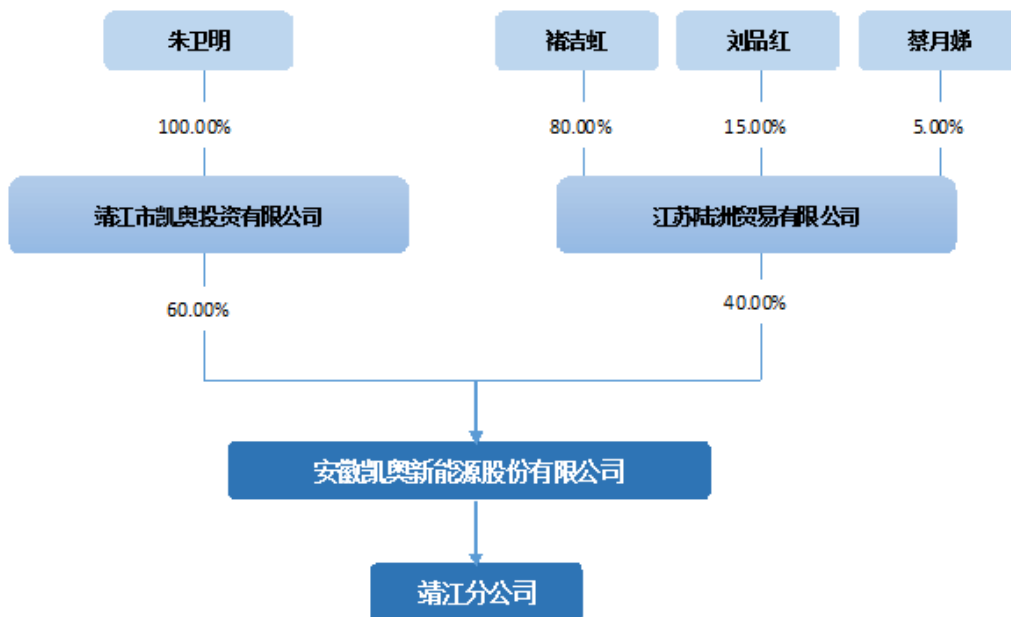 朱卫明
褚洁虹
刘品红
蔡月娣
100.00%
80.00%
15.00%
5.00%
靖江市凯奥投资有限公司
江苏陆洲贸易有限公司
60.00%
40.00%
安徽凯奥新能源股份有限公司
靖江分公司